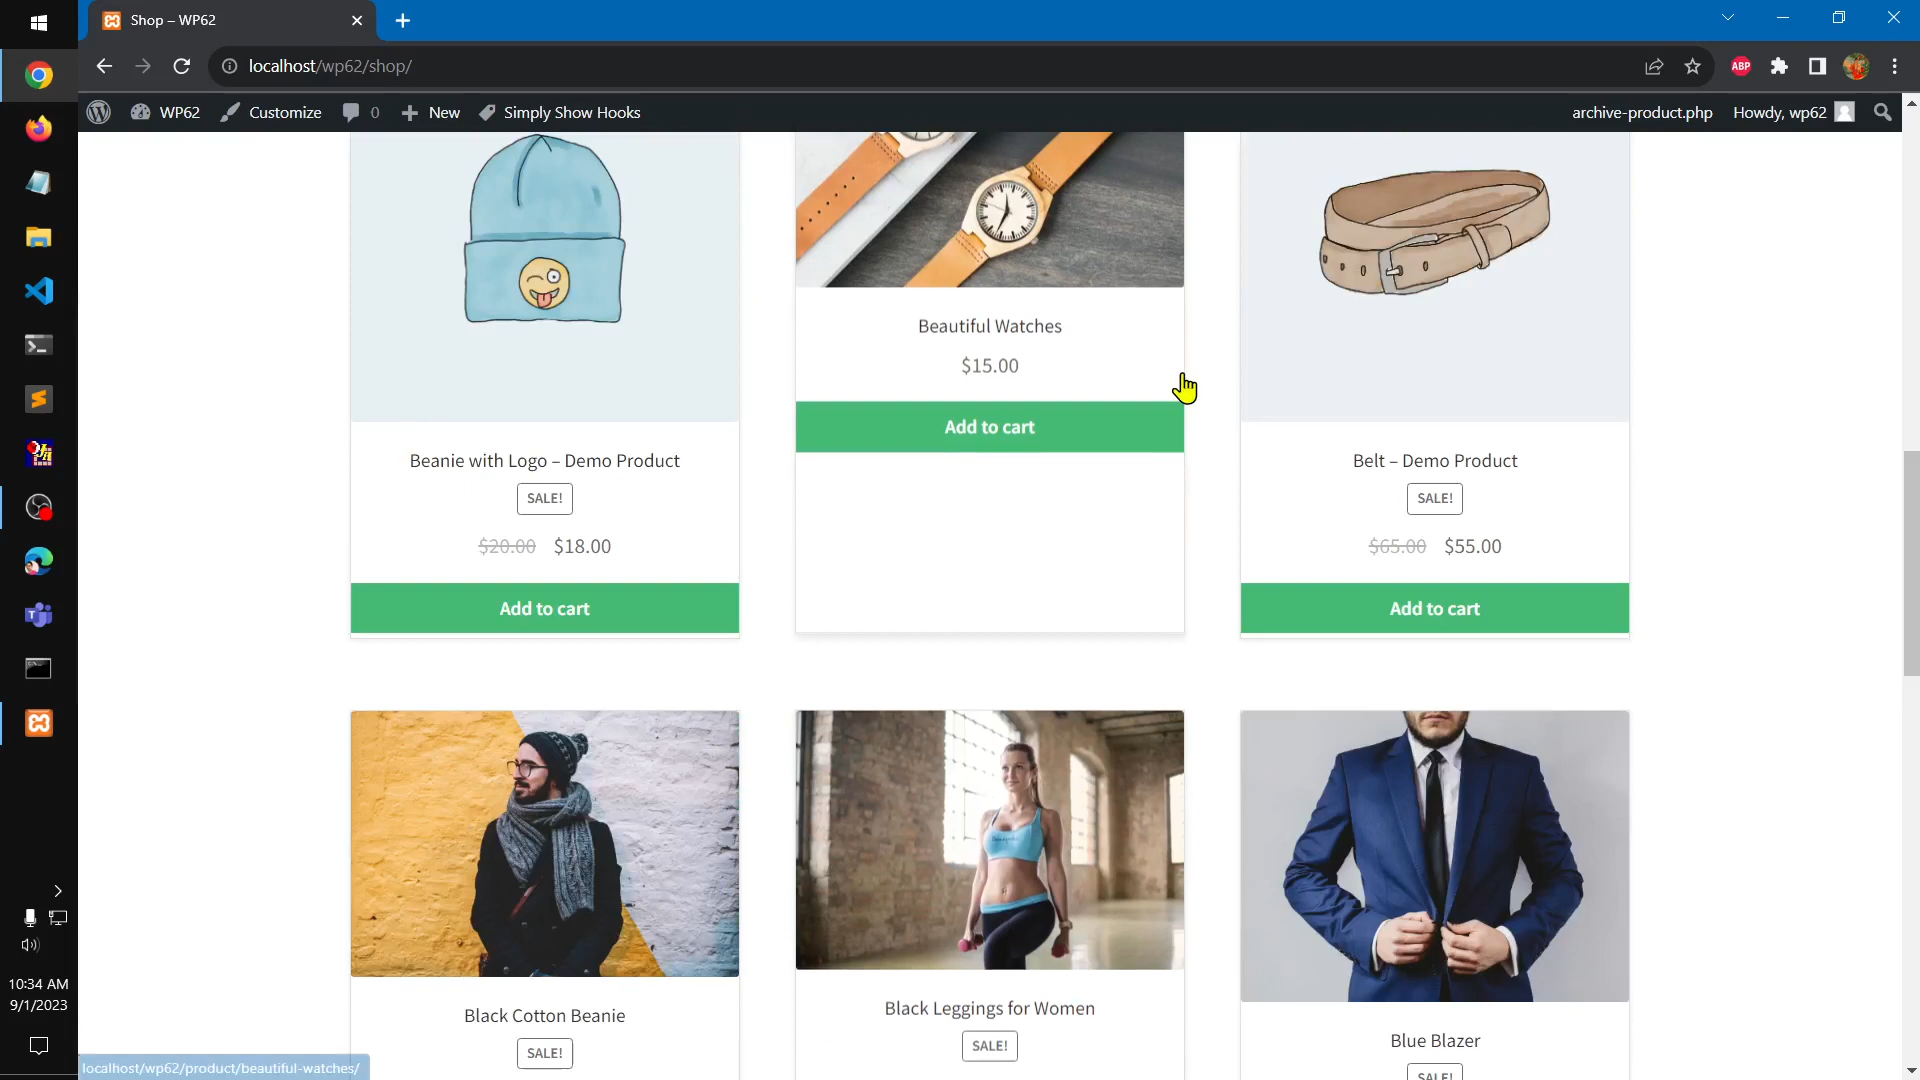 Shop – WP62
localhost/wp62/shop/
ABP
WP62
Customize
0
New
Simply Show Hooks
archive-product.php
Howdy, wp62
Beanie with Logo – Demo Product
SALE!
$20.00 $18.00
Add to cart
Beautiful Watches
$15.00
Add to cart
Belt – Demo Product
SALE!
$65.00 $55.00
Add to cart
Black Cotton Beanie
SALE!
Black Leggings for Women
SALE!
Blue Blazer
SALE!
10:34 AM
9/1/2023
localhost/wp62/product/beautiful-watches/